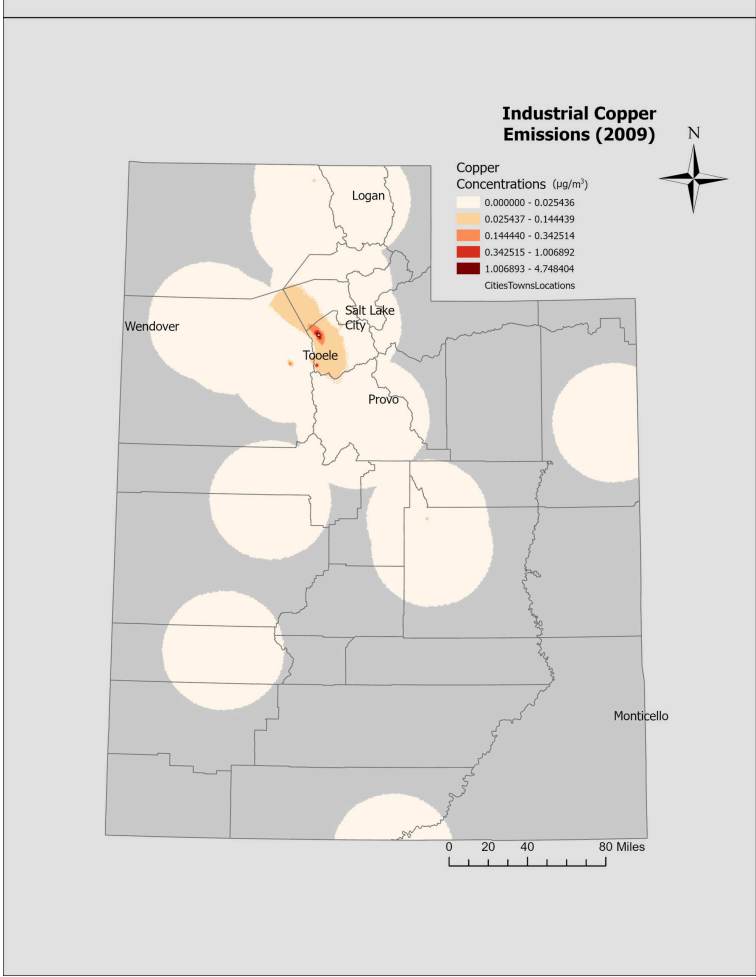 Industrial Copper
Emissions (2009)
N
Copper
Concentrations (µg/m³)
0.000000 - 0.025436
0.025437 - 0.144439
0.144440 - 0.342514
0.342515 - 1.006892
1.006893 - 4.748404
CitiesTownsLocations
Logan
Salt Lake
City
Wendover
Tooele
Provo
Monticello
0 20 40 80 Miles